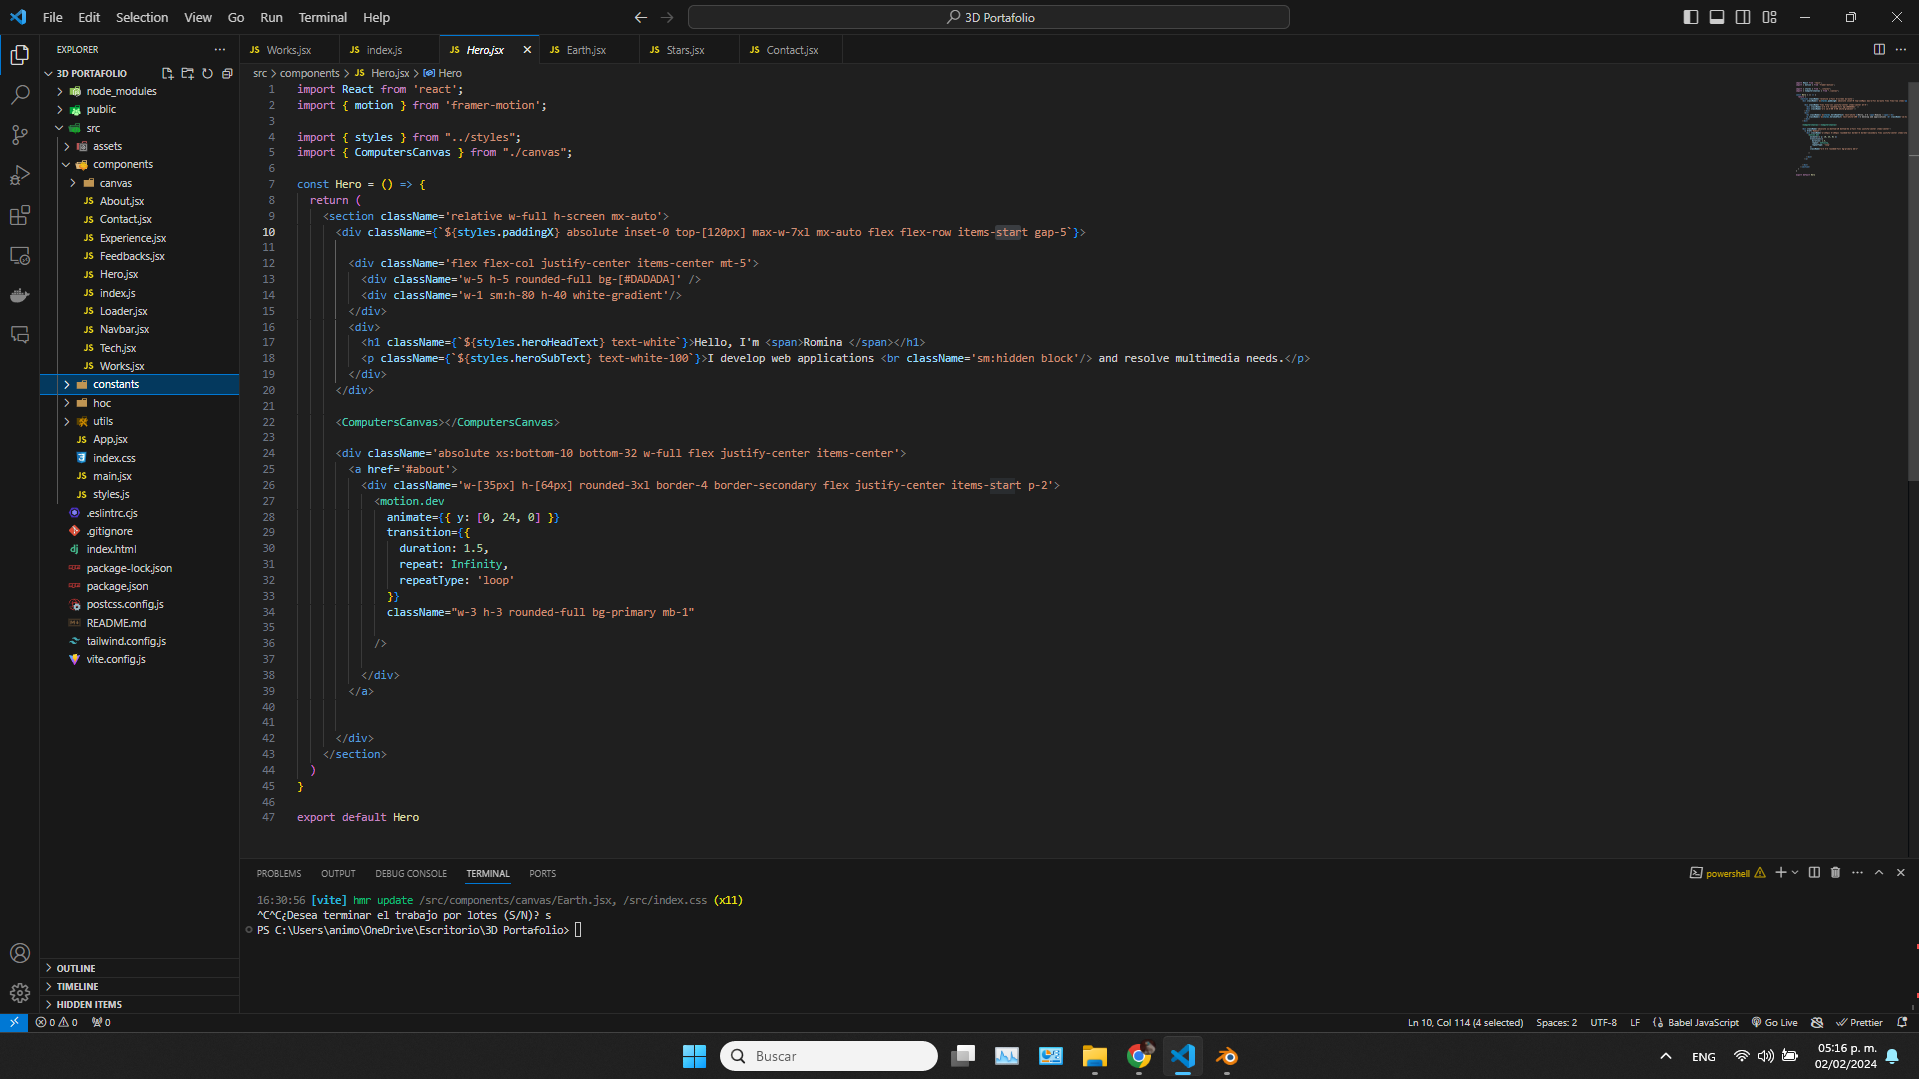 File Edit Selection View Go Run Terminal Help
3D Portafolio
EXPLORER
3D PORTAFOLIO
node_modules
public
src
assets
components
canvas
About.jsx
Contact.jsx
Experience.jsx
Feedbacks.jsx
Hero.jsx
index.js
Loader.jsx
Navbar.jsx
Tech.jsx
Works.jsx
constants
hoc
utils
App.jsx
index.css
main.jsx
styles.js
.eslintrc.cjs
.gitignore
index.html
package-lock.json
package.json
postcss.config.js
README.md
tailwind.config.js
vite.config.js
OUTLINE
TIMELINE
HIDDEN ITEMS
Works.jsx index.js Hero.jsx Earth.jsx Stars.jsx Contact.jsx
src > components > JS Hero.jsx > Hero
1 import React from 'react';
2 import { motion } from 'framer-motion';
3
4 import { styles } from "../styles";
5 import { ComputersCanvas } from "./canvas";
6
7 const Hero = () => {
8 return (
9 <section className='relative w-full h-screen mx-auto'>
10 <div className={`${styles.paddingX} absolute inset-0 top-[120px] max-w-7xl mx-auto flex flex-row items-start gap-5`}>
11
12 <div className='flex flex-col justify-center items-center mt-5'>
13 <div className='w-5 h-5 rounded-full bg-[#DADADA]' />
14 <div className='w-1 sm:h-80 h-40 white-gradient'/>
15 </div>
16 <div>
17 <h1 className={`${styles.heroHeadText} text-white`}>Hello, I'm <span>Romina </span></h1>
18 <p className={`${styles.heroSubText} text-white-100`}>I develop web applications <br className='sm:hidden block'/> and resolve multimedia needs.</p>
19 </div>
20 </div>
21
22 <ComputersCanvas></ComputersCanvas>
23
24 <div className='absolute xs:bottom-10 bottom-32 w-full flex justify-center items-center'>
25 <a href='#about'>
26 <div className='w-[35px] h-[64px] rounded-3xl border-4 border-secondary flex justify-center items-start p-2'>
27 <motion.dev
28 animate={{ y: [0, 24, 0] }}
29 transition={{
30 duration: 1.5,
31 repeat: Infinity,
32 repeatType: 'loop'
33 }}
34 className="w-3 h-3 rounded-full bg-primary mb-1"
35
36 />
37
38 </div>
39 </a>
40
41
42 </div>
43 </section>
44 )
45 }
46
47 export default Hero
PROBLEMS OUTPUT DEBUG CONSOLE TERMINAL PORTS
powershell
16:30:56 [vite] hmr update /src/components/canvas/Earth.jsx, /src/index.css (x11)
^C^C¿Desea terminar el trabajo por lotes (S/N)? s
PS C:\Users\animo\OneDrive\Escritorio\3D Portafolio>
0 0 0
Ln 10, Col 114 (4 selected) Spaces: 2 UTF-8 LF Babel JavaScript Go Live Prettier
Buscar
ENG
05:16 p. m.
02/02/2024